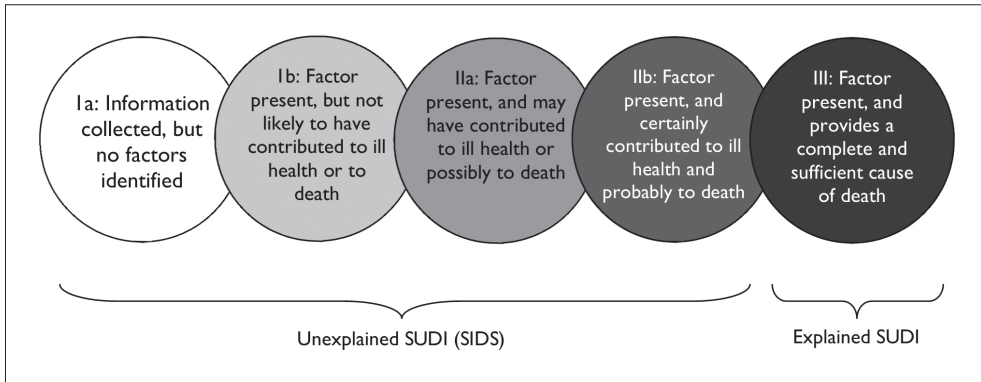 Ia: Information
collected, but
no factors
identified
Ib: Factor
present, but not
likely to have
contributed to ill
health or to
death
IIa: Factor
present, and may
have contributed
to ill health or
possibly to death
IIb: Factor
present, and
certainly
contributed to ill
health and
probably to death
III: Factor
present, and
provides a
complete and
sufficient cause
of death
Unexplained SUDI (SIDS)
Explained SUDI